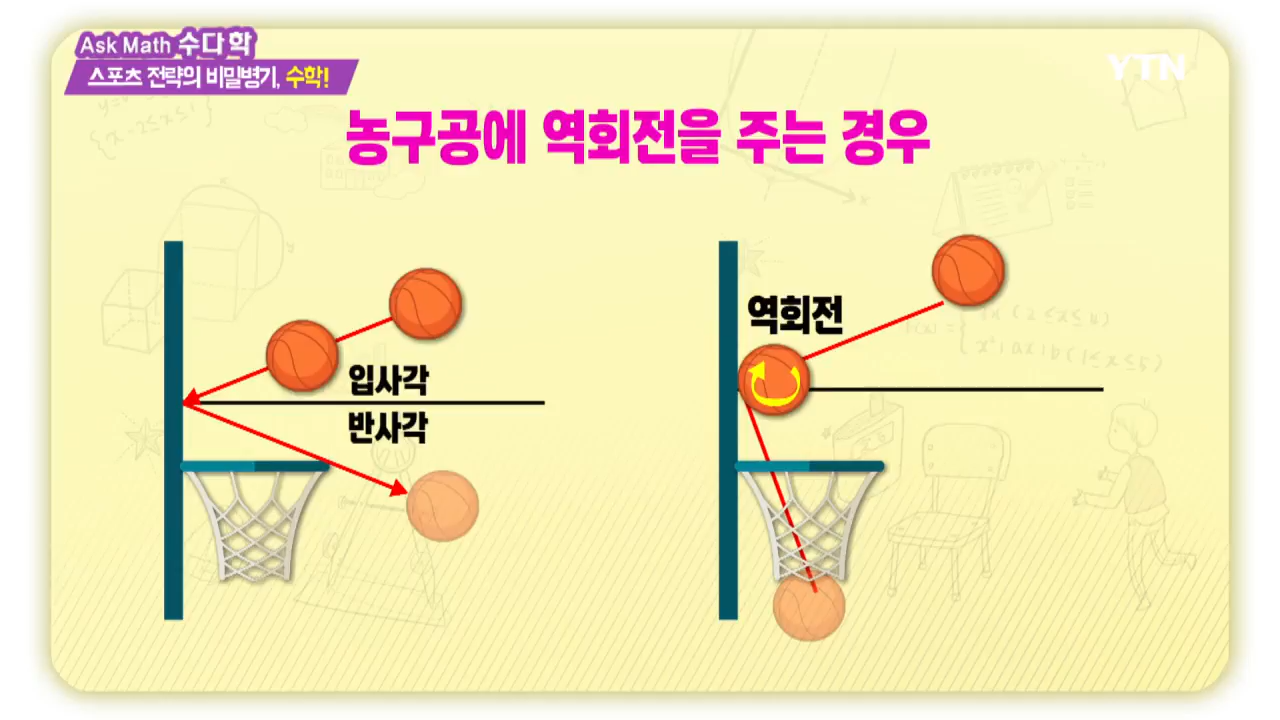 Ask Math 수다학
스포츠 전략의 비밀병기, 수학!
YTN
농구공에 역회전을 주는 경우
입사각
반사각
역회전